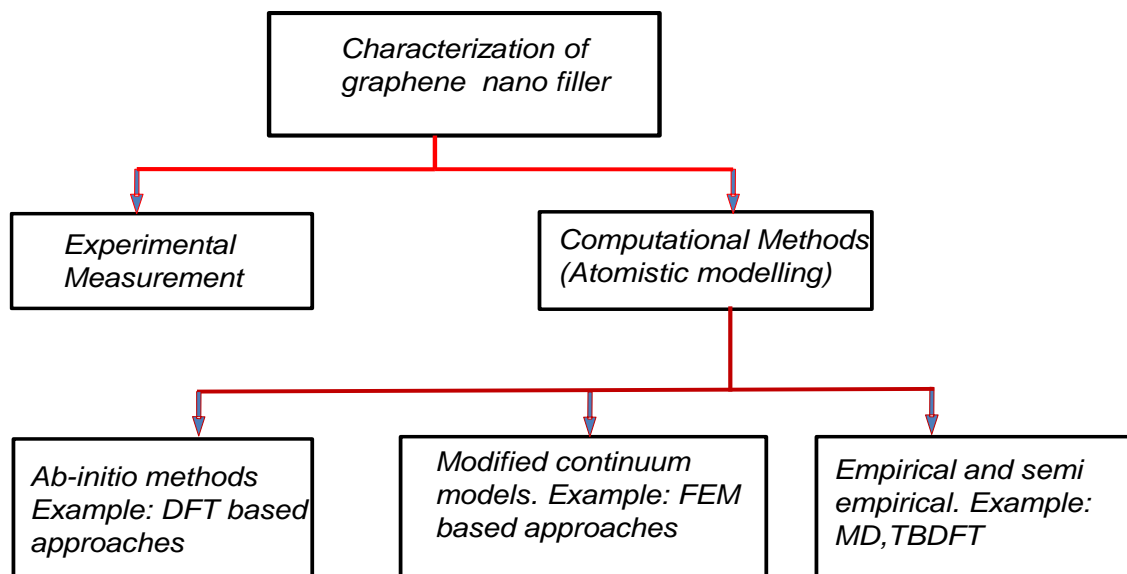 Characterization of
graphene nano filler
Experimental
Measurement
Computational Methods
(Atomistic modelling)
Ab-initio methods
Example: DFT based
approaches
Modified continuum
models. Example: FEM
based approaches
Empirical and semi
empirical. Example:
MD,TBDFT